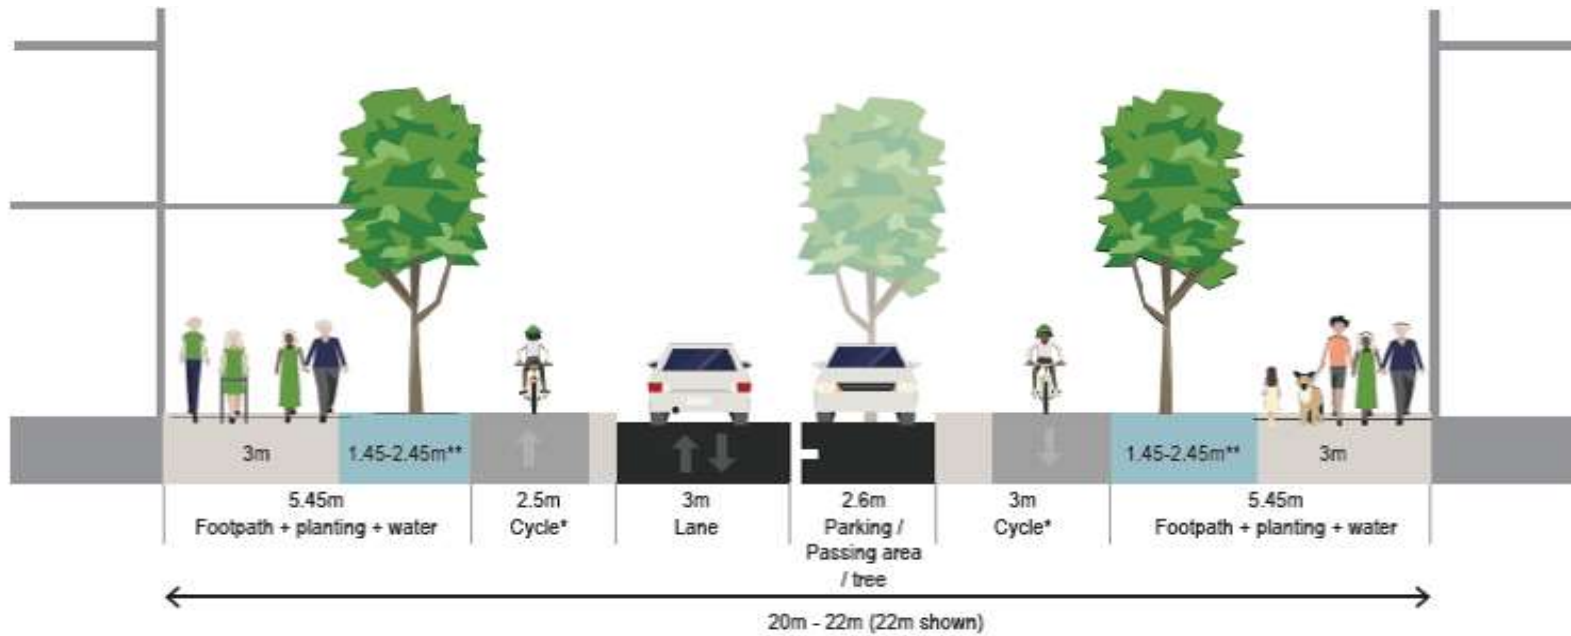 3m
1.45-2.45m**
1.45-2.45m**
3m
5.45m
Footpath + planting + water
2.5m
Cycle*
3m
Lane
2.6m
Parking /
Passing area
/ tree
3m
Cycle*
5.45m
Footpath + planting + water
20m - 22m (22m shown)